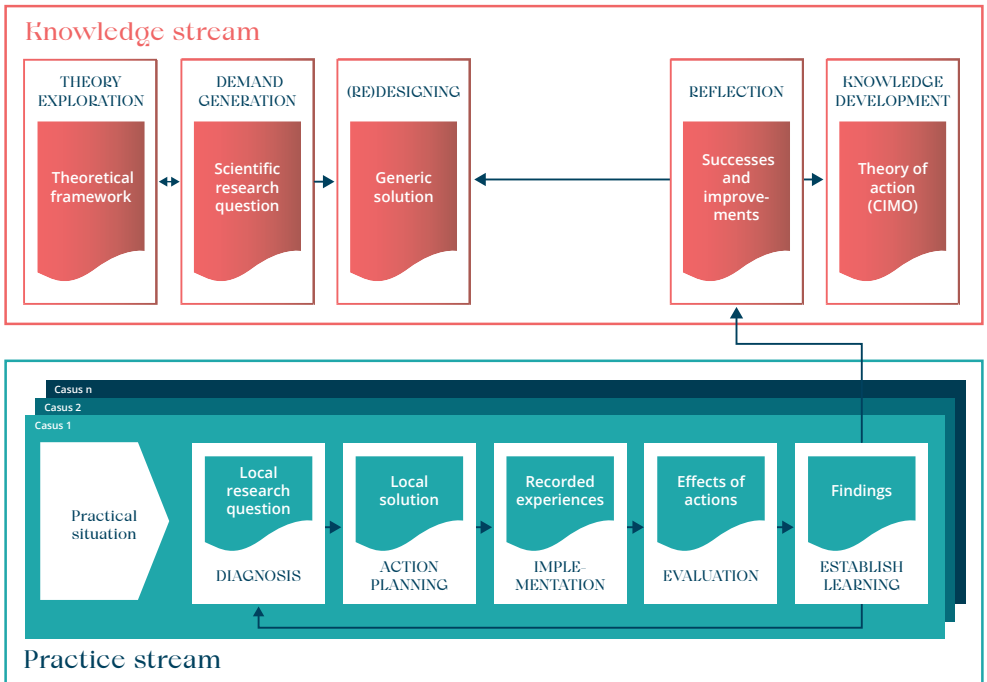 Knowledge stream
THEORY
EXPLORATION
Theoretical
framework
DEMAND
GENERATION
Scientific
research
question
(RE)DESIGNING
Generic
solution
REFLECTION
Successes
and
improve-
ments
KNOWLEDGE
DEVELOPMENT
Theory of
action
(CIMO)
Casus n
Casus 2
Casus 1
Practical
situation
Local
research
question
DIAGNOSIS
Local
solution
ACTION
PLANNING
Recorded
experiences
IMPLE-
MENTATION
Effects of
actions
EVALUATION
Findings
ESTABLISH
LEARNING
Practice stream